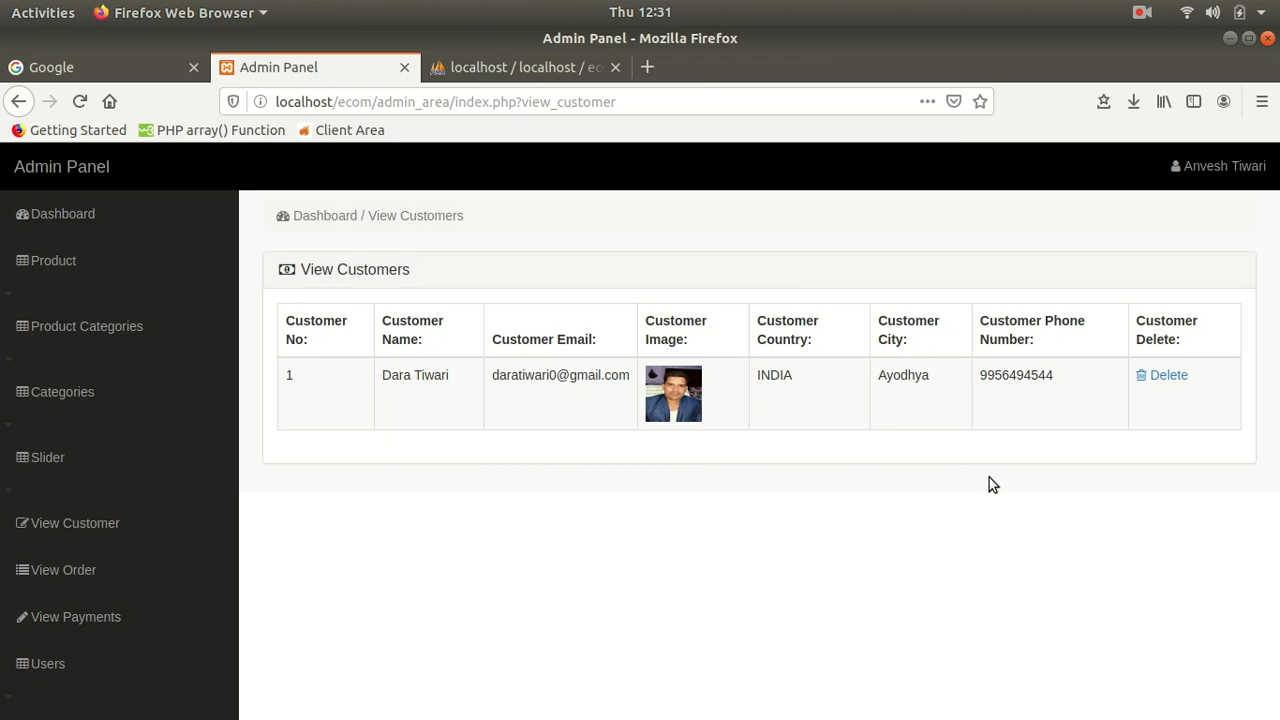 Activities Firefox Web Browser Thu 12:31
Admin Panel - Mozilla Firefox
Google Admin Panel localhost / localhost / ec
localhost/ecom/admin_area/index.php?view_customer
Getting Started PHP array() Function Client Area
Admin Panel Anvesh Tiwari
Dashboard
Product
Product Categories
Categories
Slider
View Customer
View Order
View Payments
Users
Dashboard / View Customers
View Customers
Customer No: Customer Name: Customer Email: Customer Image: Customer Country: Customer City: Customer Phone Number: Customer Delete:
1 Dara Tiwari daratiwari0@gmail.com INDIA Ayodhya 9956494544 Delete